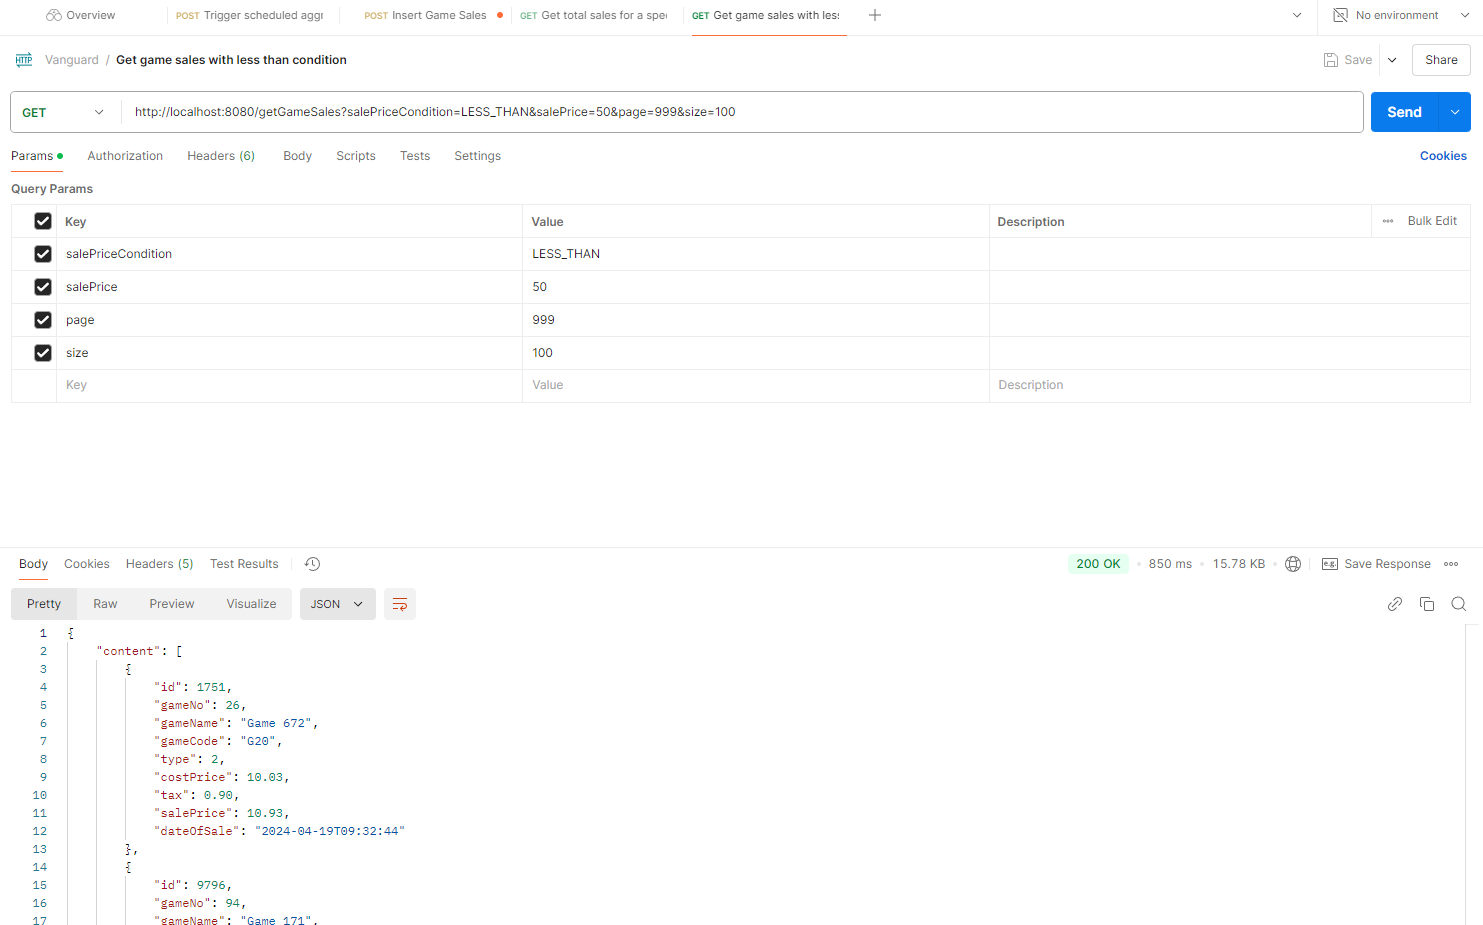 Overview
POST Trigger scheduled aggr
POST Insert Game Sales
GET Get total sales for a spe
GET Get game sales with les
No environment
HTTP Vanguard / Get game sales with less than condition
Save
Share
GET
http://localhost:8080/getGameSales?salePriceCondition=LESS_THAN&salePrice=50&page=999&size=100
Send
Params Authorization Headers (6) Body Scripts Tests Settings
Cookies
Query Params
Key Value Description Bulk Edit
salePriceCondition LESS_THAN
salePrice 50
page 999
size 100
Key Value Description
Body Cookies Headers (5) Test Results
200 OK 850 ms 15.78 KB e.g. Save Response
Pretty Raw Preview Visualize JSON
1 {
2 "content": [
3 {
4 "id": 1751,
5 "gameNo": 26,
6 "gameName": "Game 672",
7 "gameCode": "G20",
8 "type": 2,
9 "costPrice": 10.03,
10 "tax": 0.90,
11 "salePrice": 10.93,
12 "dateOfSale": "2024-04-19T09:32:44"
13 },
14 {
15 "id": 9796,
16 "gameNo": 94,
17 "gameName": "Game 171",